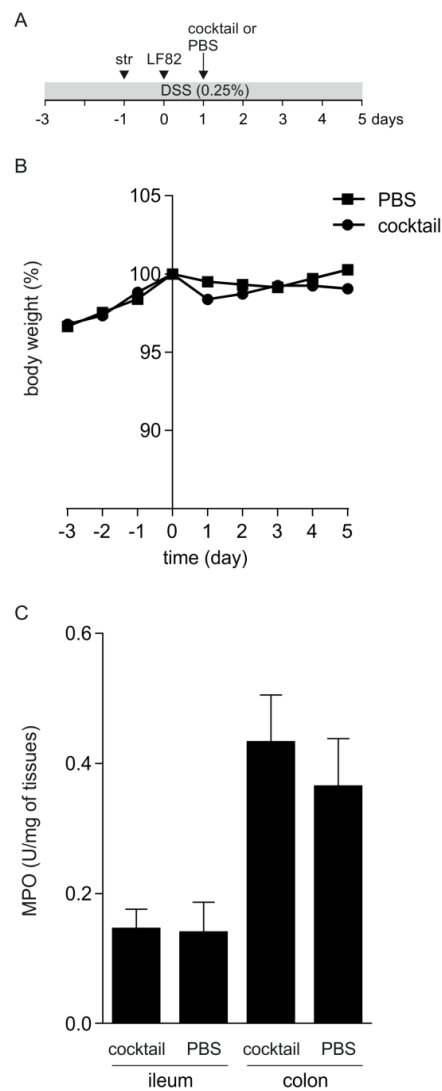 A
cocktail or
PBS
str LF82
DSS (0.25%)
-3 -1 0 1 2 3 4 5 days
B
105
100
95
90
body weight (%)
PBS
cocktail
-3 -2 -1 0 1 2 3 4 5
time (day)
C
0.6
0.4
0.2
0.0
MPO (U/mg of tissues)
cocktail PBS cocktail PBS
ileum colon